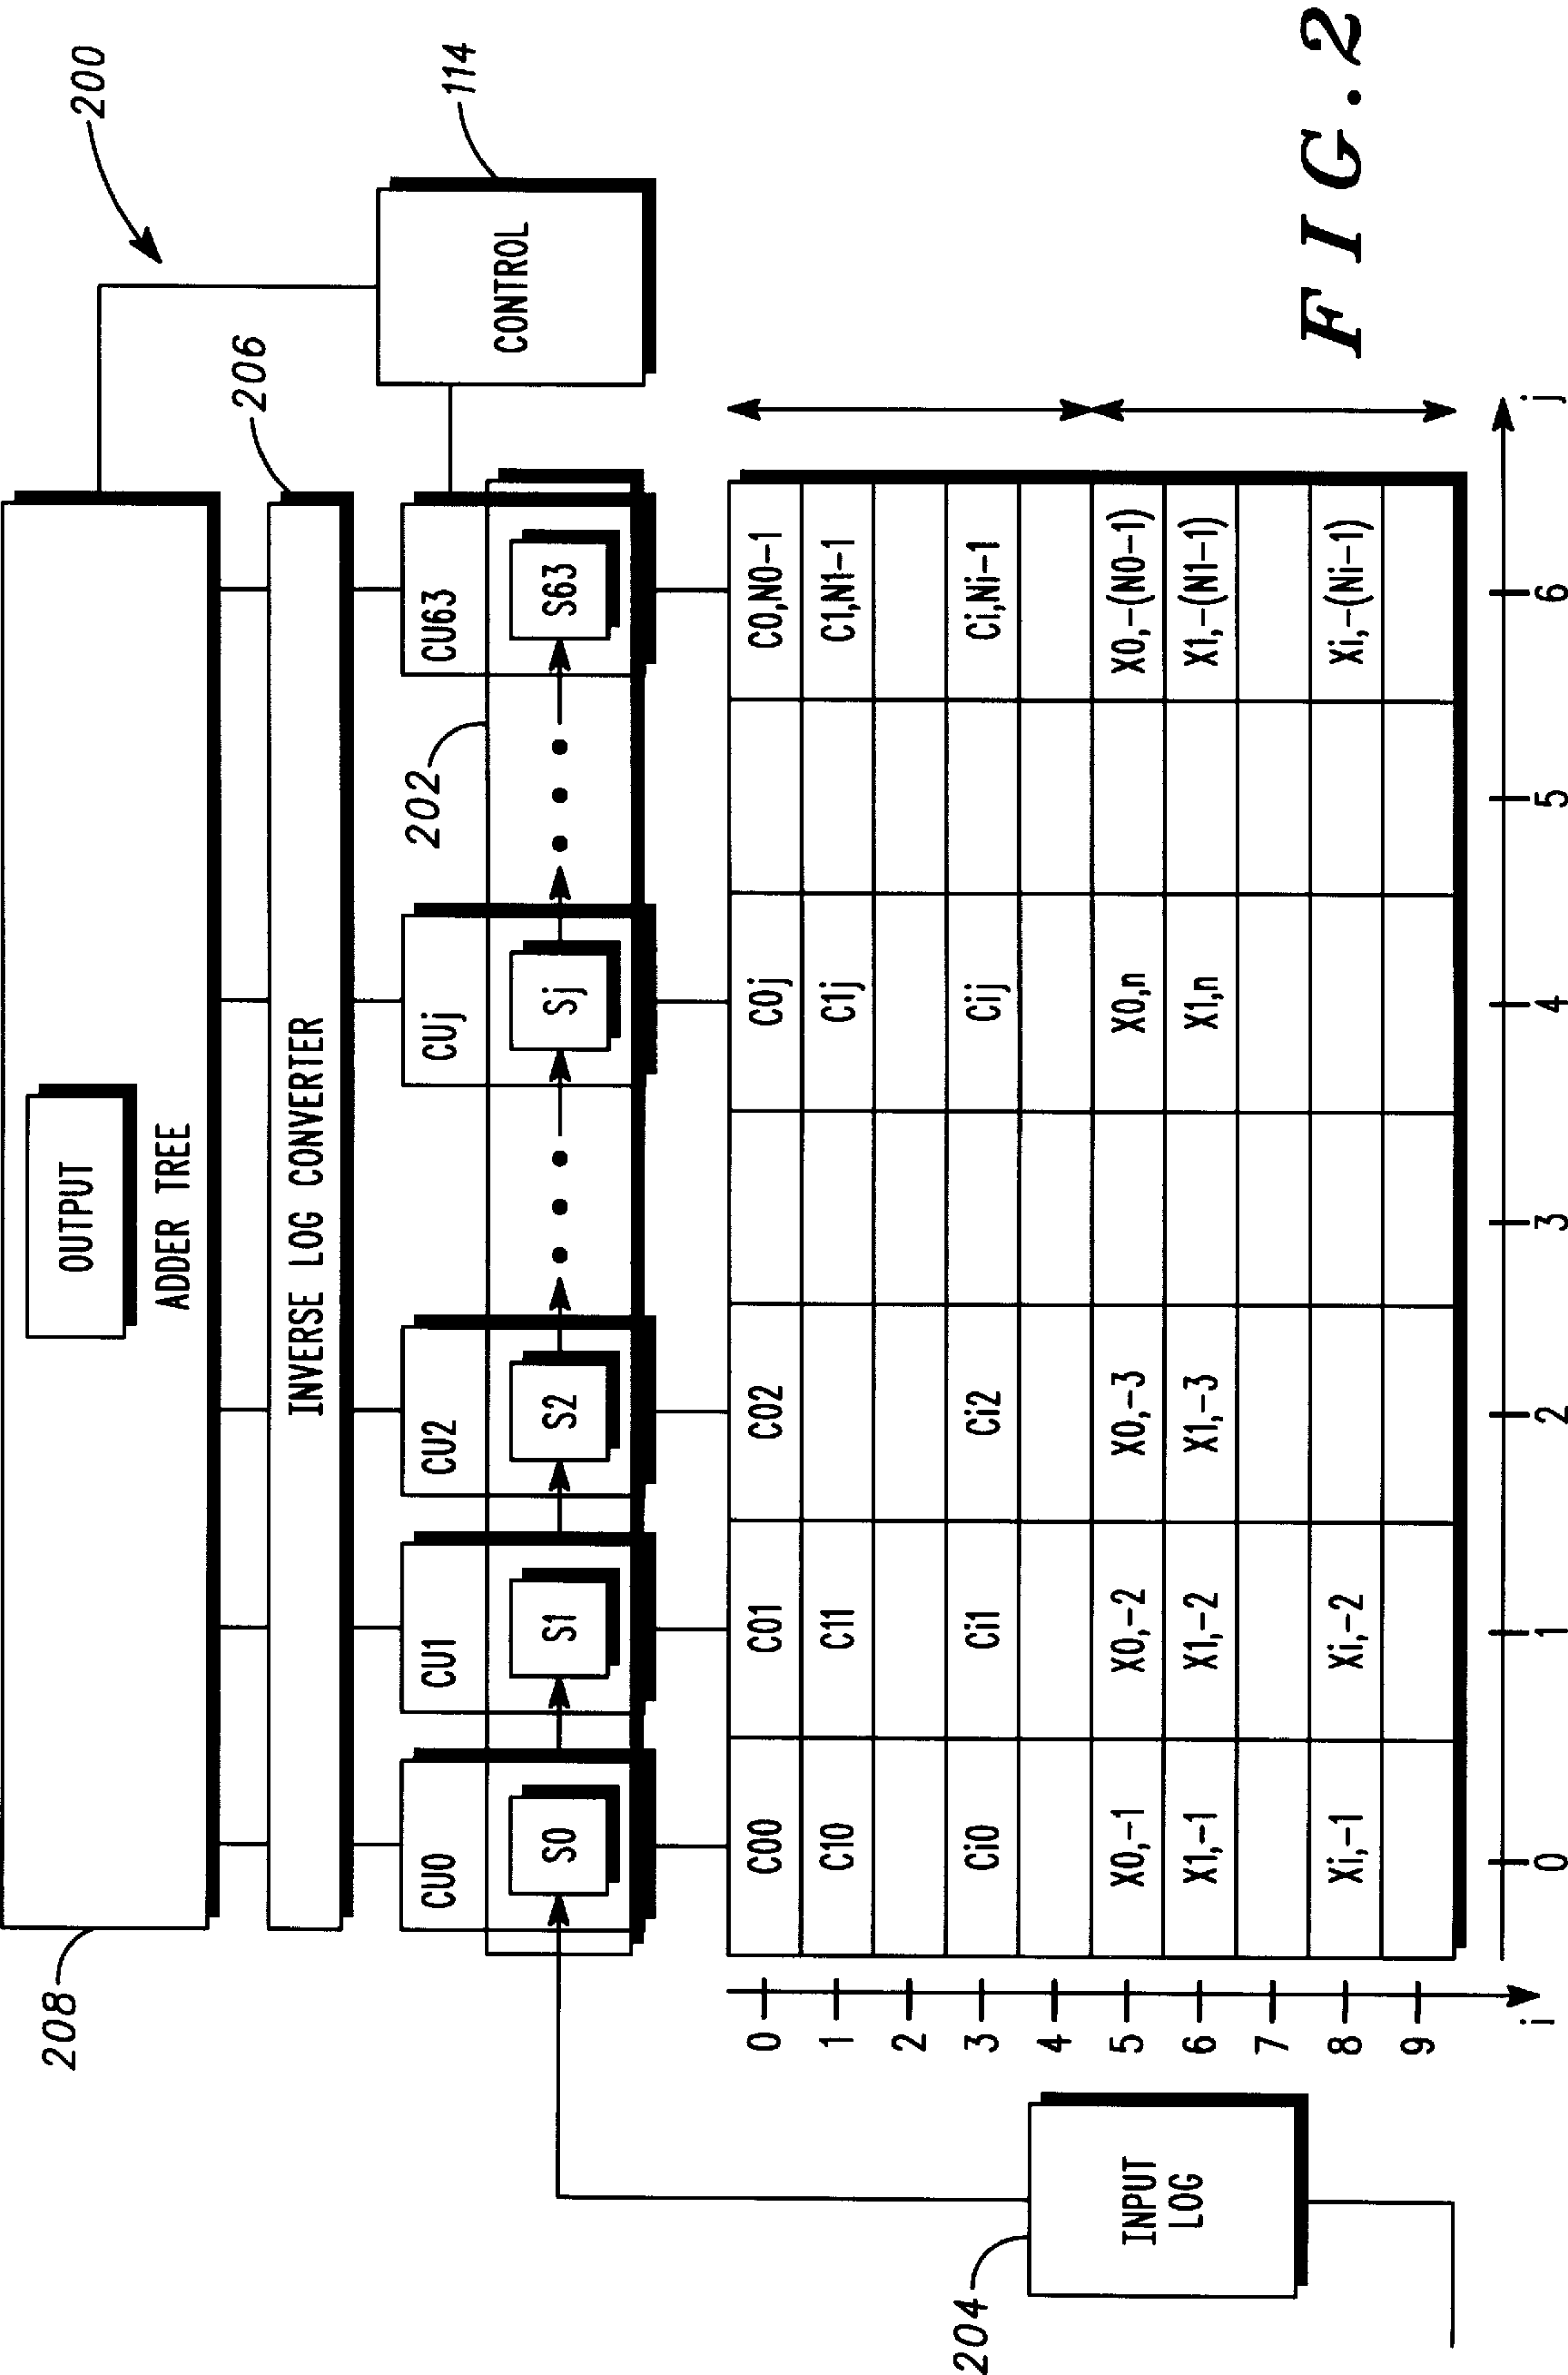 200
208
OUTPUT
ADDER TREE
206
INVERSE LOG CONVERTER
114
CONTROL
202
CU0 CU1 CU2 CUj CU63
S0 S1 S2 Sj S63
204
INPUT
LOG
0 C00 C01 C02 C0j C0,N0-1
1 C10 C11 C1j C1,N1-1
2
3 Ci0 Ci1 Ci2 Cij Ci,Ni-1
4
5 X0,-1 X0,-2 X0,-3 X0,n X0,-(N0-1)
6 X1,-1 X1,-2 X1,-3 X1,n X1,-(N1-1)
7
8 Xi,-1 Xi,-2 Xi,-(Ni-1)
9
i
0 1 2 3 4 5 6 j
FIG.2